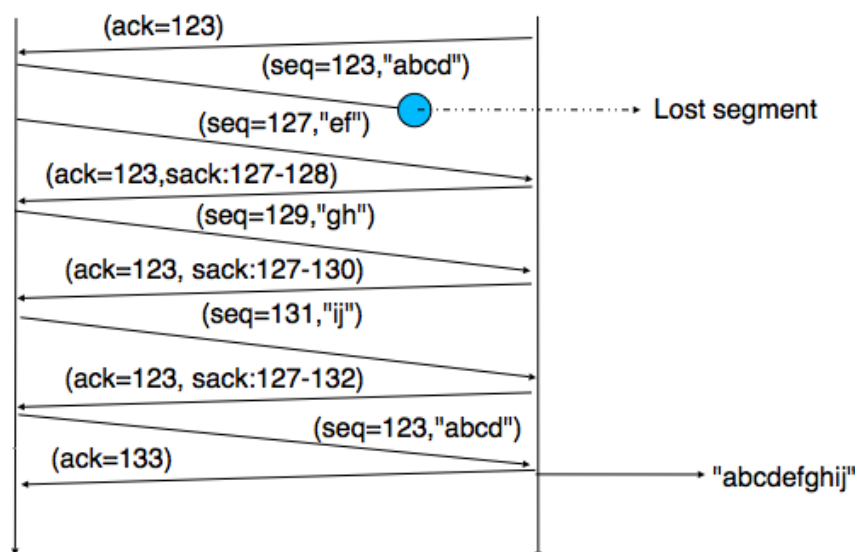 (ack=123)
(seq=123,"abcd")
Lost segment
(seq=127,"ef")
(ack=123,sack:127-128)
(seq=129,"gh")
(ack=123, sack:127-130)
(seq=131,"ij")
(ack=123, sack:127-132)
(seq=123,"abcd")
(ack=133)
"abcdefghij"